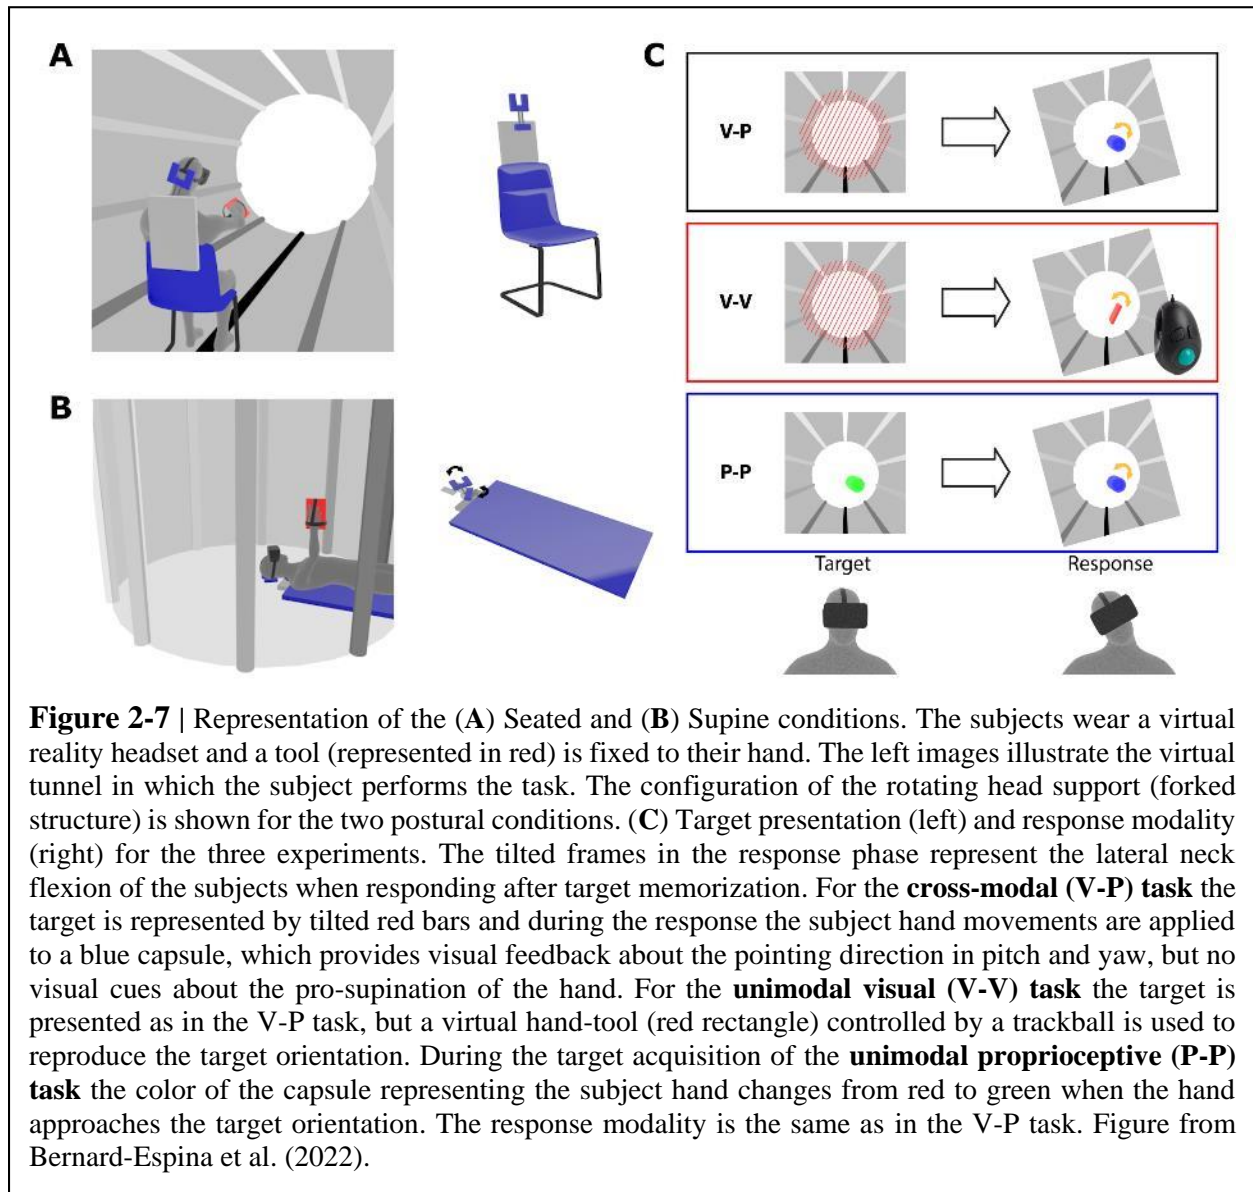 A
C
V-P
V-V
B
P-P
Target
Response
Figure 2-7 | Representation of the (A) Seated and (B) Supine conditions. The subjects wear a virtual
reality headset and a tool (represented in red) is fixed to their hand. The left images illustrate the virtual
tunnel in which the subject performs the task. The configuration of the rotating head support (forked
structure) is shown for the two postural conditions. (C) Target presentation (left) and response modality
(right) for the three experiments. The tilted frames in the response phase represent the lateral neck
flexion of the subjects when responding after target memorization. For the cross-modal (V-P) task the
target is represented by tilted red bars and during the response the subject hand movements are applied
to a blue capsule, which provides visual feedback about the pointing direction in pitch and yaw, but no
visual cues about the pro-supination of the hand. For the unimodal visual (V-V) task the target is
presented as in the V-P task, but a virtual hand-tool (red rectangle) controlled by a trackball is used to
reproduce the target orientation. During the target acquisition of the unimodal proprioceptive (P-P)
task the color of the capsule representing the subject hand changes from red to green when the hand
approaches the target orientation. The response modality is the same as in the V-P task. Figure from
Bernard-Espina et al. (2022).